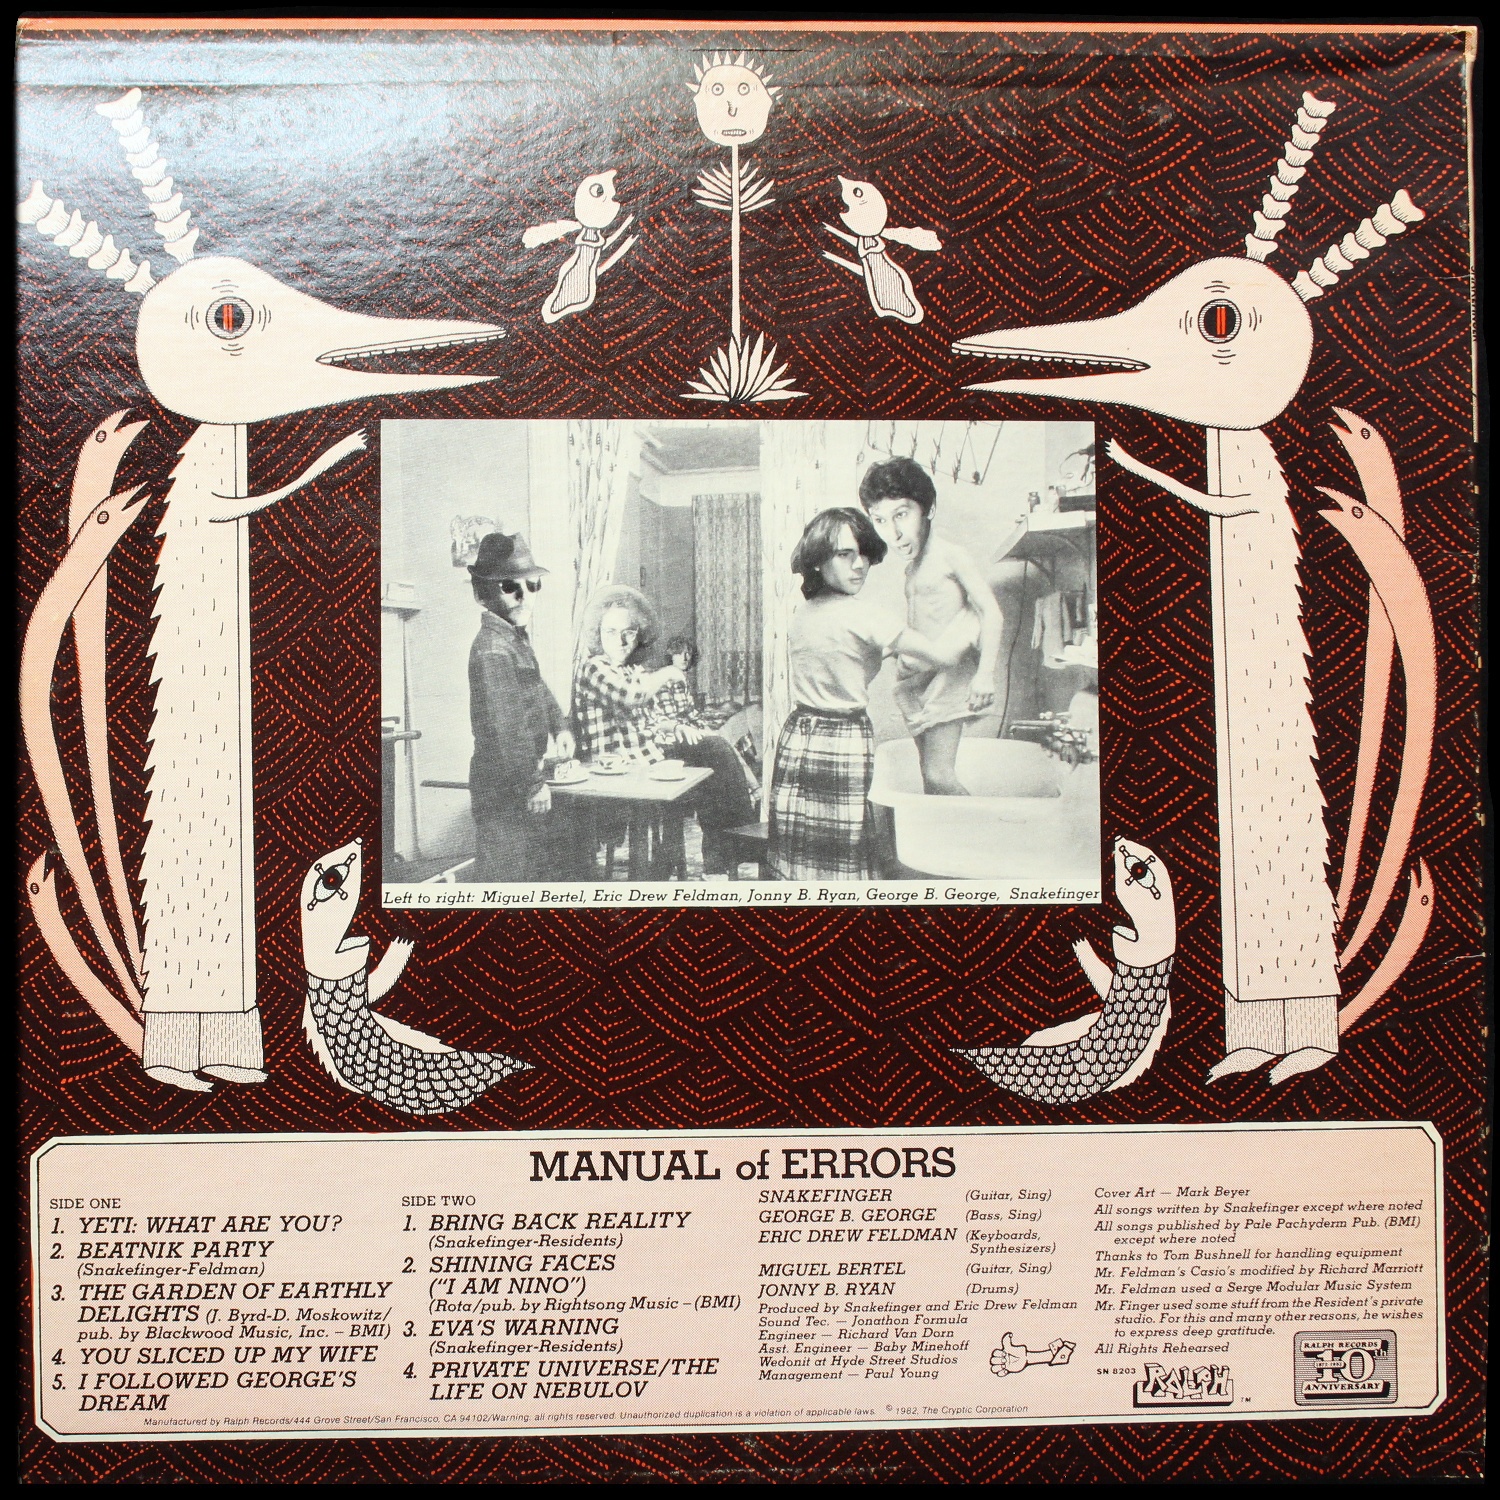 Left to right: Miguel Bertel, Eric Drew Feldman, Jonny B. Ryan, George B. George, Snakefinger
MANUAL of ERRORS
SIDE ONE
1. YETI: WHAT ARE YOU?
2. BEATNIK PARTY
(Snakefinger-Feldman)
3. THE GARDEN OF EARTHLY
DELIGHTS (J. Byrd-D. Moskowitz/
pub. by Blackwood Music, Inc. – BMI)
4. YOU SLICED UP MY WIFE
5. I FOLLOWED GEORGE'S
DREAM
SIDE TWO
1. BRING BACK REALITY
(Snakefinger-Residents)
2. SHINING FACES
("I AM NINO")
(Rota/pub. by Rightsong Music – (BMI)
3. EVA'S WARNING
(Snakefinger-Residents)
4. PRIVATE UNIVERSE/THE
LIFE ON NEBULOV
SNAKEFINGER (Guitar, Sing)
GEORGE B. GEORGE (Bass, Sing)
ERIC DREW FELDMAN (Keyboards,
Synthesizers)
MIGUEL BERTEL (Guitar, Sing)
JONNY B. RYAN (Drums)
Produced by Snakefinger and Eric Drew Feldman
Sound Tec. — Jonathon Formula
Engineer — Richard Van Dorn
Asst. Engineer — Baby Minehoff
Wedonit at Hyde Street Studios
Management — Paul Young
Cover Art — Mark Beyer
All songs written by Snakefinger except where noted
All songs published by Pale Pachyderm Pub. (BMI)
except where noted
Thanks to Tom Bushnell for handling equipment
Mr. Feldman's Casio's modified by Richard Marriott
Mr. Feldman used a Serge Modular Music System
Mr. Finger used some stuff from the Resident's private
studio. For this and many other reasons, he wishes
to express deep gratitude.
All Rights Rehearsed
SN 8203
RALPH
TM
RALPH RECORDS
10th
1972-1982
ANNIVERSARY
Manufactured by Ralph Records/444 Grove Street/San Francisco, CA 94102/Warning, all rights reserved. Unauthorized duplication is a violation of applicable laws. © 1982, The Cryptic Corporation